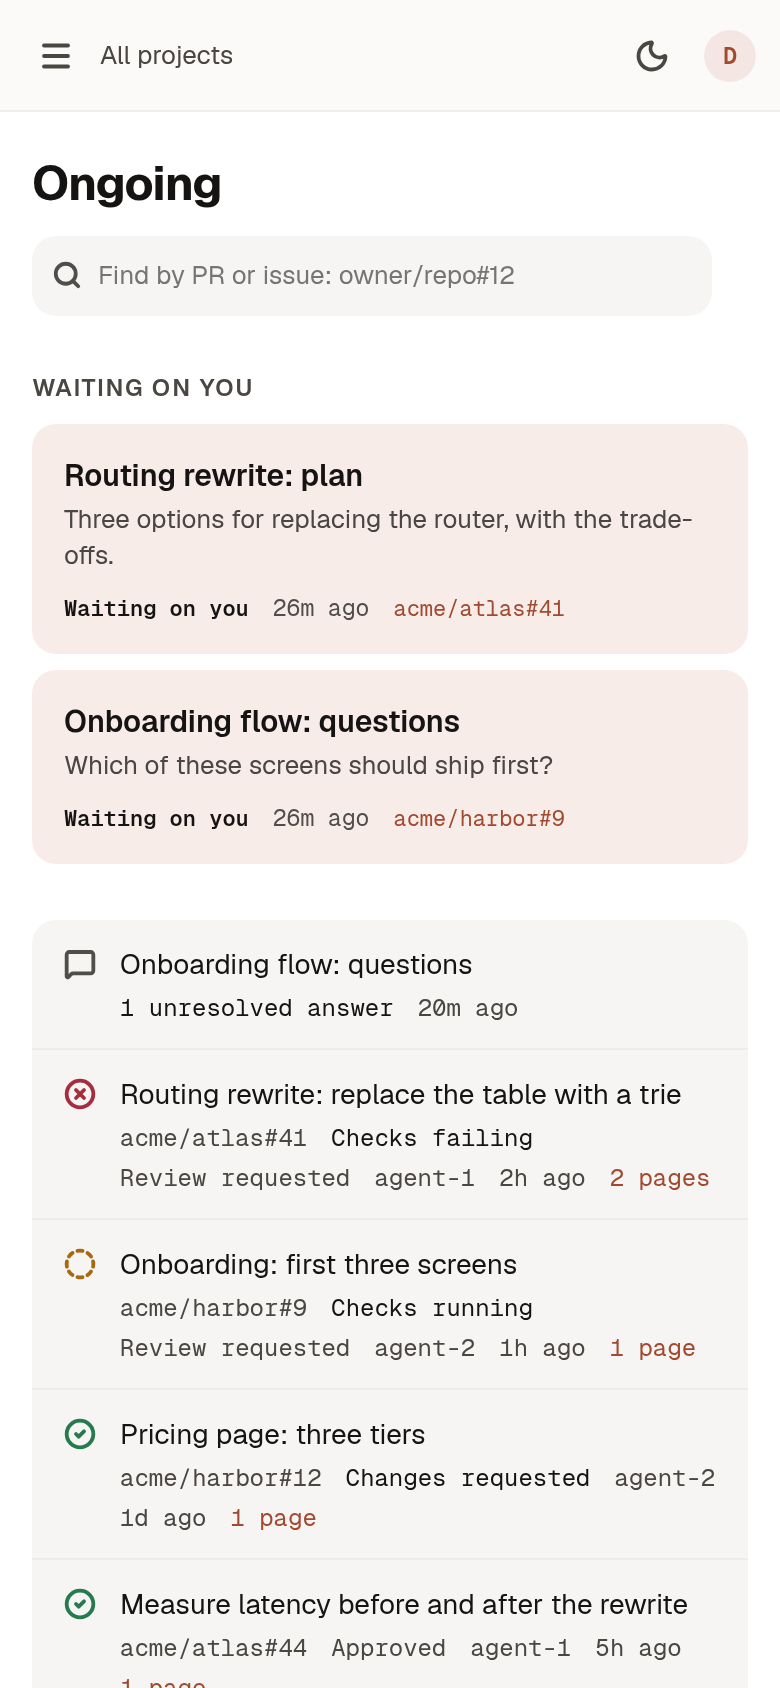 All projects
D
Ongoing
Find by PR or issue: owner/repo#12
WAITING ON YOU
Routing rewrite: plan
Three options for replacing the router, with the trade-
offs.
Waiting on you 26m ago acme/atlas#41
Onboarding flow: questions
Which of these screens should ship first?
Waiting on you 26m ago acme/harbor#9
Onboarding flow: questions
1 unresolved answer 20m ago
Routing rewrite: replace the table with a trie
acme/atlas#41 Checks failing
Review requested agent-1 2h ago 2 pages
Onboarding: first three screens
acme/harbor#9 Checks running
Review requested agent-2 1h ago 1 page
Pricing page: three tiers
acme/harbor#12 Changes requested agent-2
1d ago 1 page
Measure latency before and after the rewrite
acme/atlas#44 Approved agent-1 5h ago
1 page